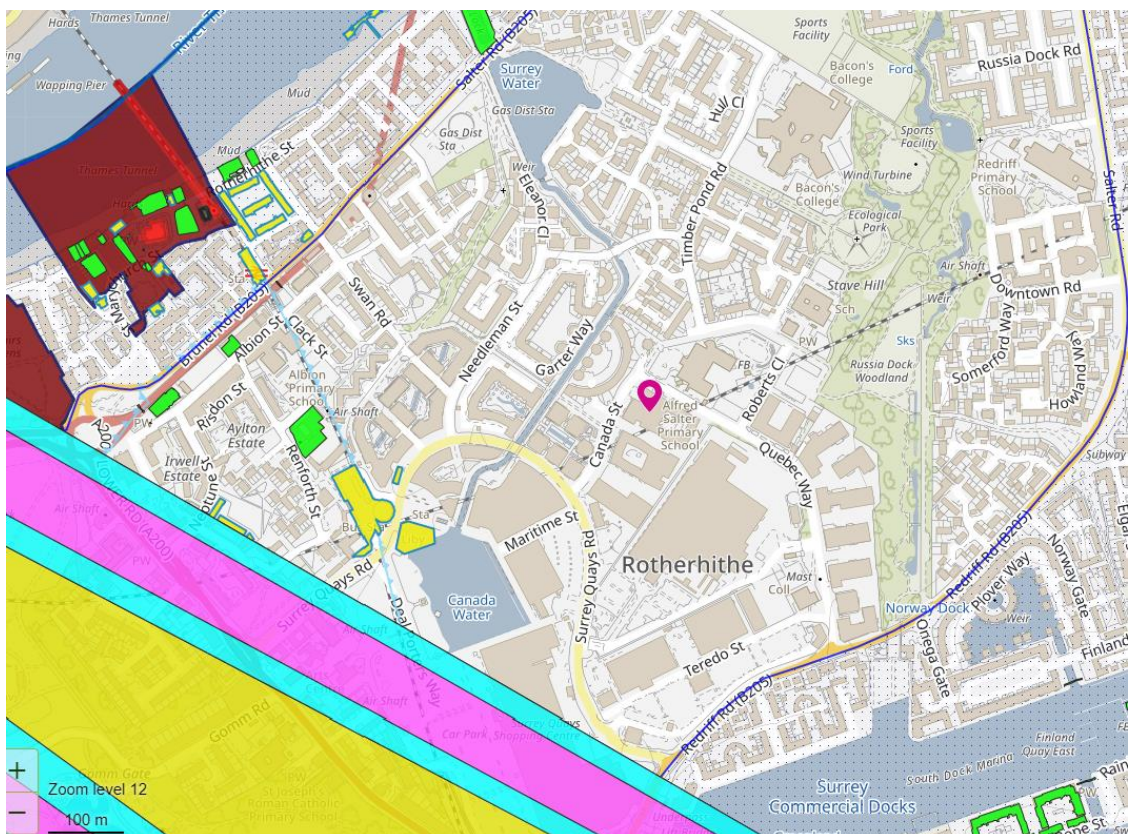 Hards
Thames Tunnel
Wapping Pier
Mud
Mud
Thames Tunnel
Rotherhithe St
Salter Rd (B205)
Surrey
Water
Gas Dist Sta
Gas Dist
Sta
Weir
Eleanor Cl
Hull Cl
Timber Pond Rd
Sports
Facility
Bacon's
College
Ford
Russia Dock Rd
Sports
Facility
Redriff
Primary
School
Salter Rd
Wind Turbine
Bacon's
College
Ecological
Park
Air Shaft
Stave Hill
Weir
Downtown Rd
Sch
PW
FB
Sks
Russia Dock
Woodland
Somerford Way
Howland Way
Brunel Rd (B205)
Swan Rd
Clack St
Albion St
Albion
Primary
School
Air Shaft
Needleman St
Garter Way
Canada St
Alfred
Salter
Primary
School
Roberts Cl
Quebec Way
PW
A200
Risdon St
Aylton
Estate
Irwell
Estate
Renforth St
Neptune St
Air Shaft
LOWER RD (A200)
PW
Sta
Surrey Quays Rd
Maritime St
Surrey Quays Rd
Rotherhithe
Mast
Coll
Subway
Canada
Water
Deal Porters Way
Surrey Quays Rd
Air Shaft
Air Shaft
Teredo St
Norway Dock
Redriff Rd (B205)
Plover Way
Norway Gate
Weir
Onega Gate
Finland
Gomm Rd
Car Park
Surrey Quays
Shopping Centre
Redriff Rd (B205)
Finland
Quay East
South Dock Marina
Surrey
Commercial Docks
PW
Gomm Gate
PW
St Joseph's
Roman Catholic
Primary School
+
Zoom level 12
−
100 m